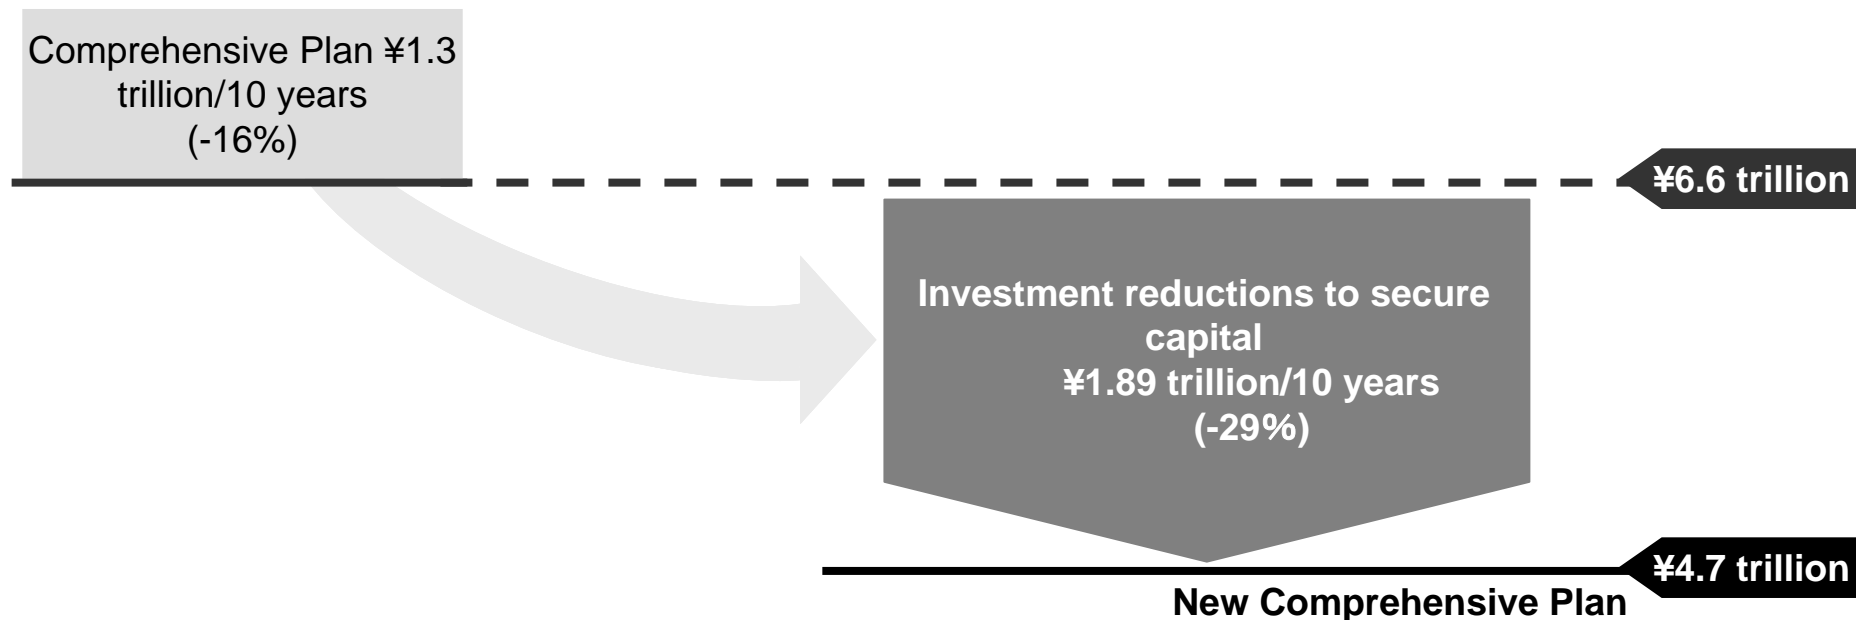 Comprehensive Plan ¥1.3
trillion/10 years
(-16%)
¥6.6 trillion
Investment reductions to secure
capital
¥1.89 trillion/10 years
(-29%)
¥4.7 trillion
New Comprehensive Plan